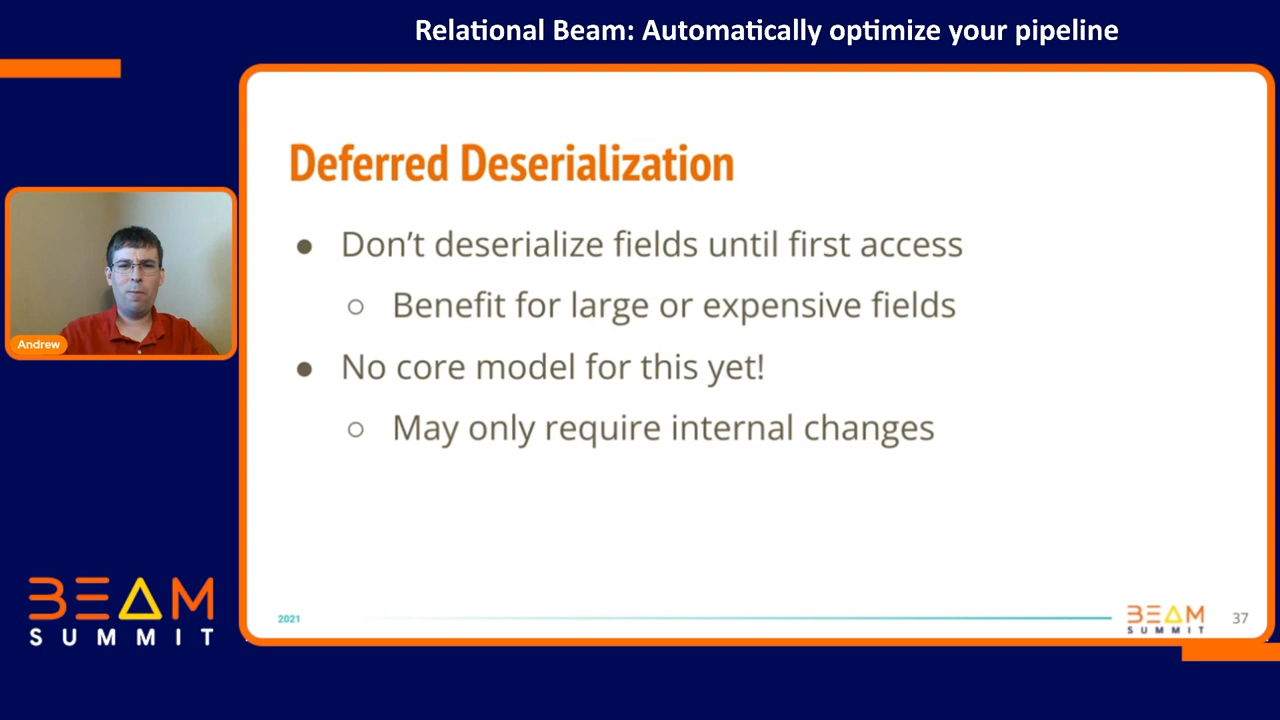 Relational Beam: Automatically optimize your pipeline
Deferred Deserialization
● Don't deserialize fields until first access
○ Benefit for large or expensive fields
● No core model for this yet!
○ May only require internal changes
Andrew
BEAM
SUMMIT
2021
BEAM
SUMMIT
37